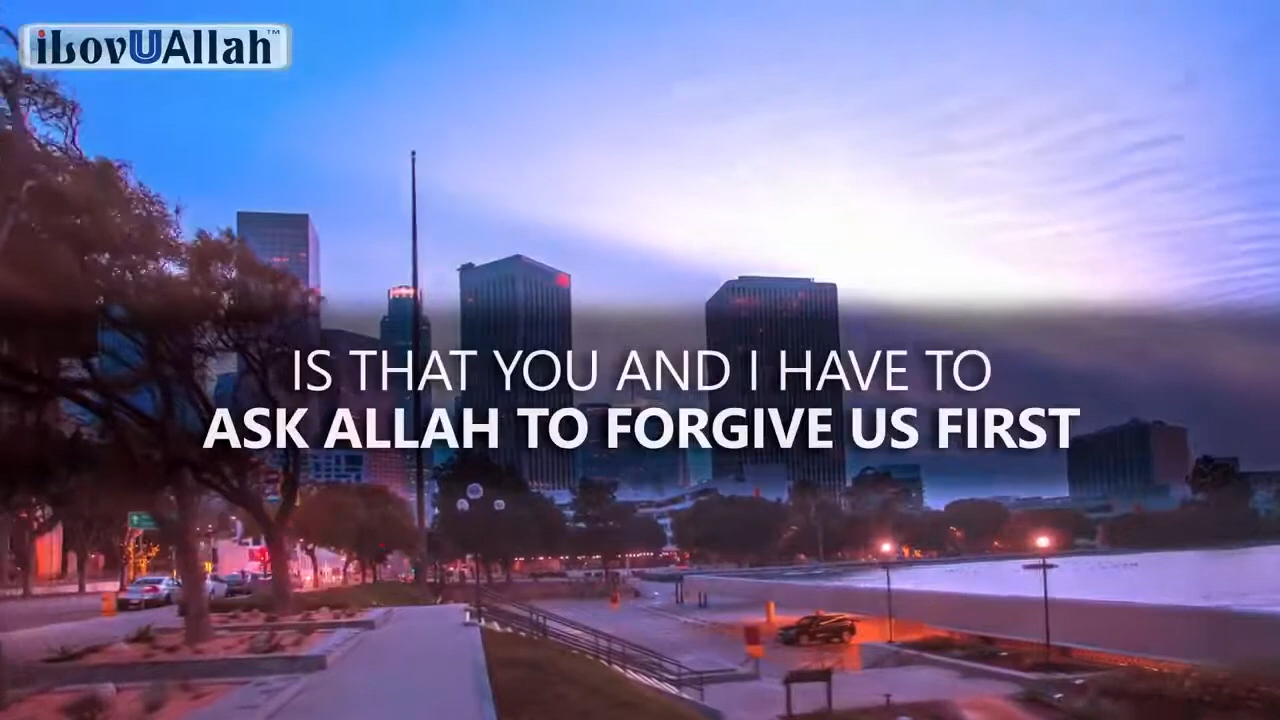 iLovUAllah™
IS THAT YOU AND I HAVE TO
ASK ALLAH TO FORGIVE US FIRST